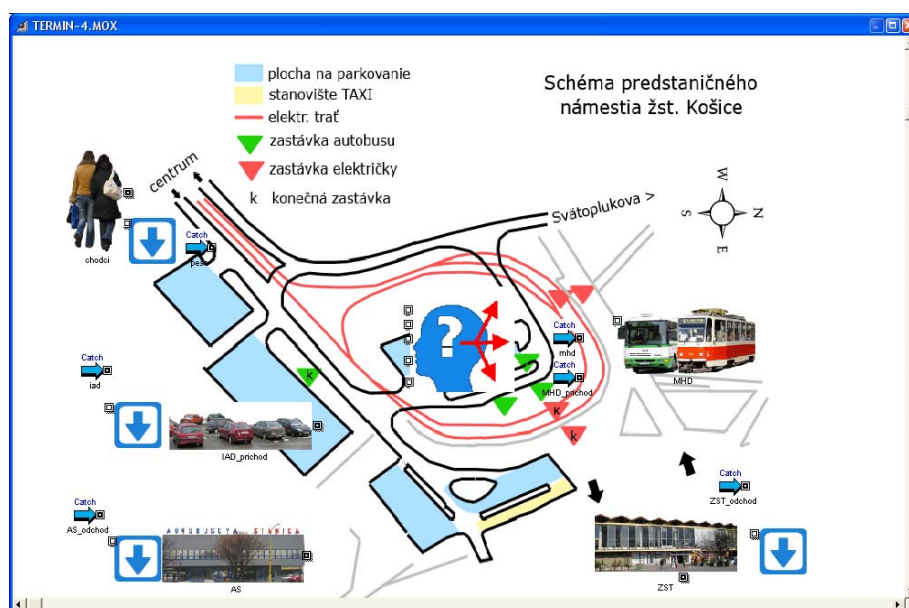 TERMIN-4.MOX
plocha na parkovanie
stanovište TAXI
elektr. trať
zastávka autobusu
zastávka električky
k konečná zastávka
Schéma predstaničného
námestia žst. Košice
centrum
Svätoplukova >
W
S
N
E
chodci
Catch
Catch
mhd
Catch
MHD_prichod
MHD
Catch
iad
k
k
k
IAD_prichod
Catch
ZST_odchod
Catch
AS_odchod
AS
ZST